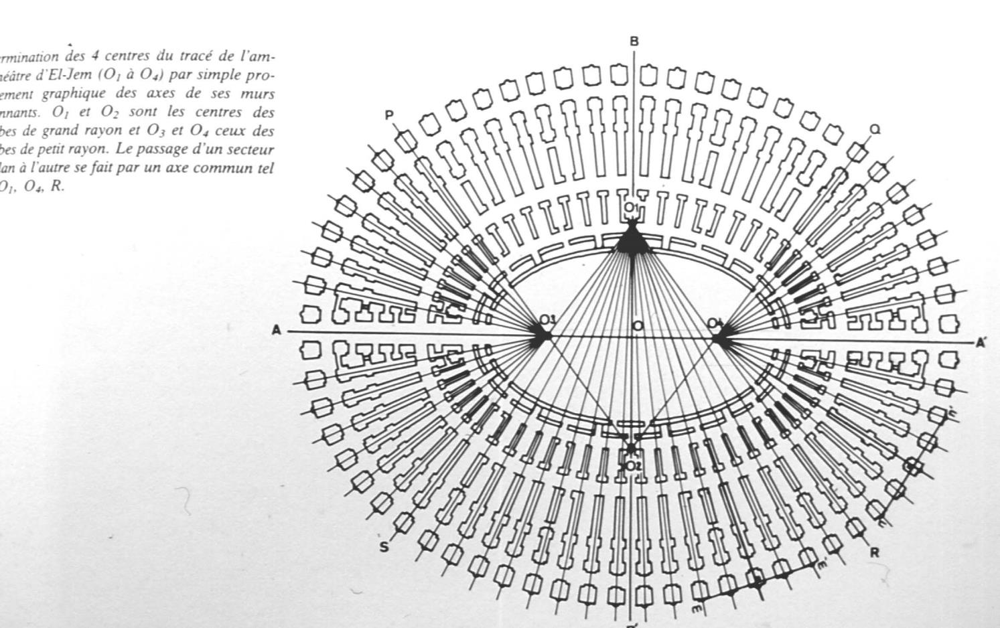 rmination des 4 centres du tracé de l'am-
héâtre d'El-Jem (O₁ à O₄) par simple pro-
ement graphique des axes de ses murs
nnants. O₁ et O₂ sont les centres des
bes de grand rayon et O₃ et O₄ ceux des
bes de petit rayon. Le passage d'un secteur
lan à l'autre se fait par un axe commun tel
O₁, O₄, R.
B
P
Q
O1
O3
O
O4
A
A'
O2
S
R
m'
m